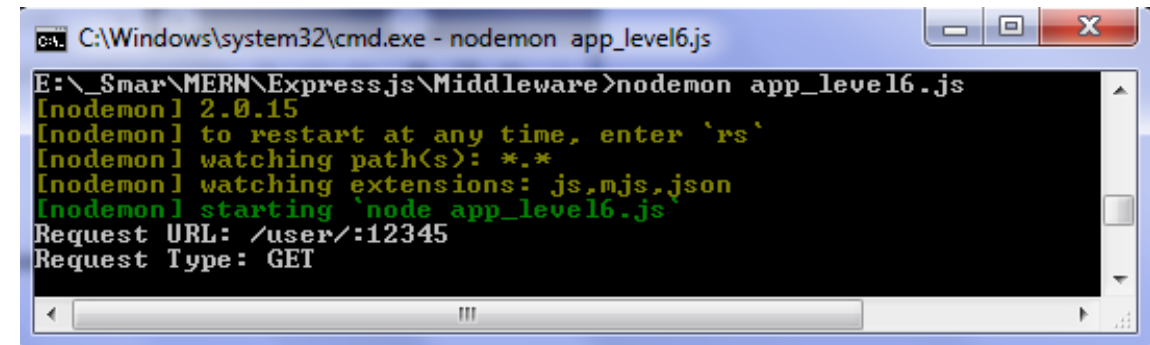 C:\Windows\system32\cmd.exe - nodemon  app_level6.js
E:\_Smar\MERN\Expressjs\Middleware>nodemon app_level6.js
[nodemon] 2.0.15
[nodemon] to restart at any time, enter `rs`
[nodemon] watching path(s): *.*
[nodemon] watching extensions: js,mjs,json
[nodemon] starting `node app_level6.js`
Request URL: /user/:12345
Request Type: GET